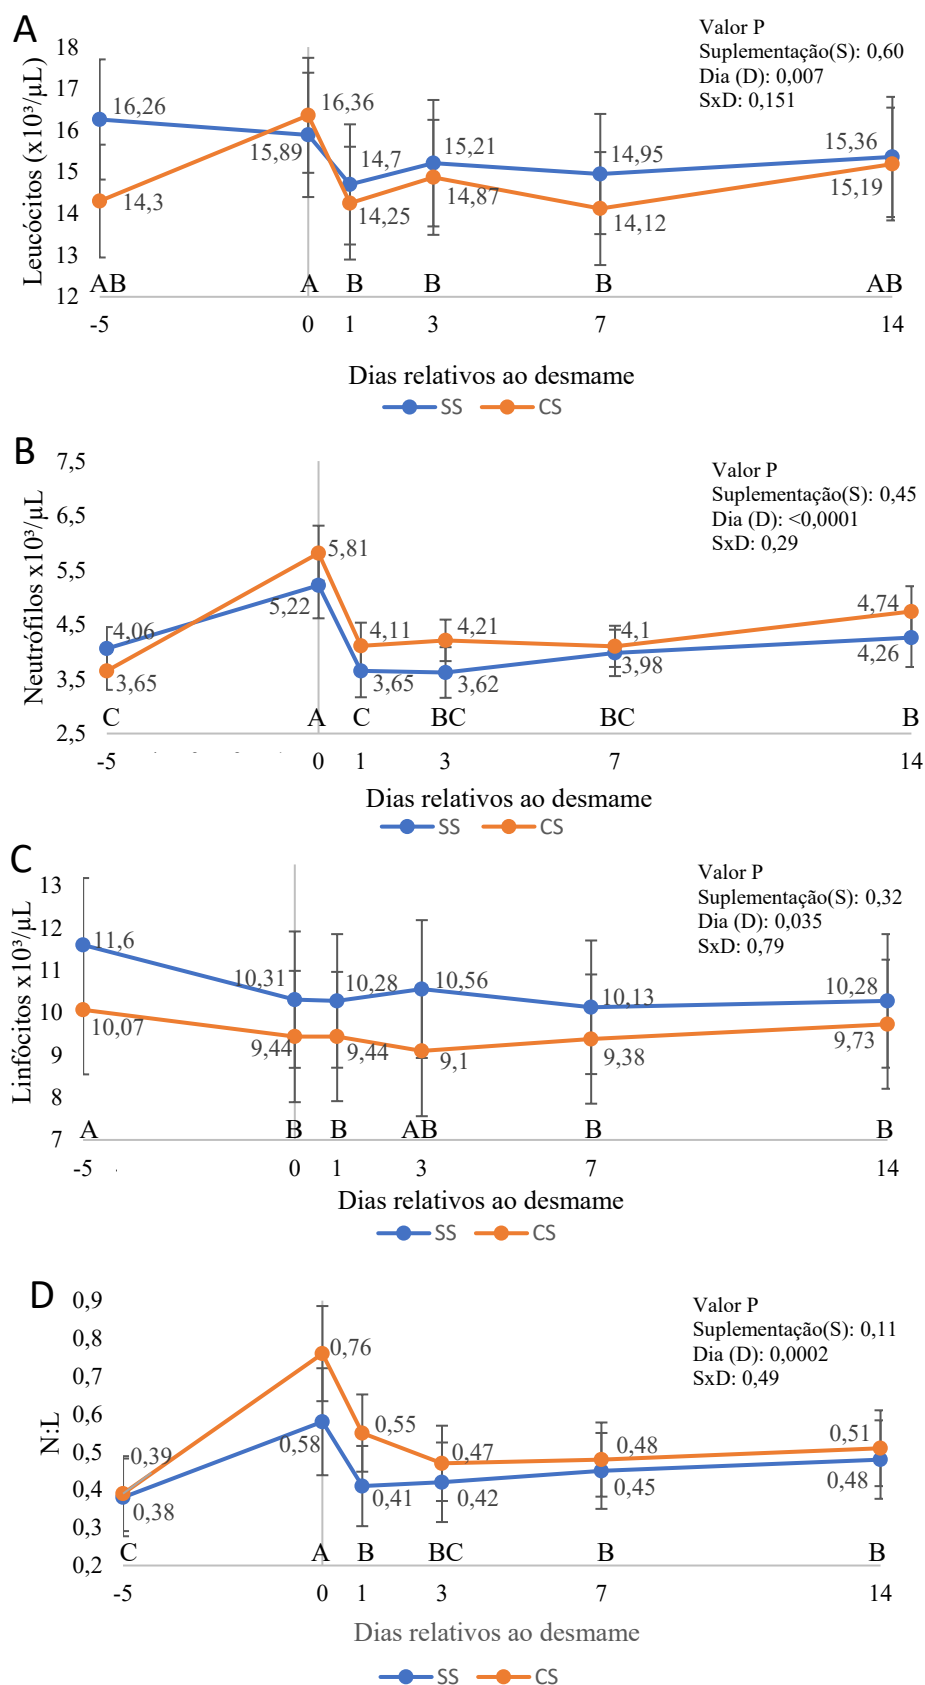 A
Valor P
Suplementação(S): 0,60
Dia (D): 0,007
SxD: 0,151
Leucócitos (x10³/µL)
18
17
16
15
14
13
12
16,26
16,36
15,89
14,7
15,21
14,95
15,36
14,3
14,25
14,87
14,12
15,19
AB
A
B
B
B
AB
-5
0
1
3
7
14
Dias relativos ao desmame
SS
CS
B
Valor P
Suplementação(S): 0,45
Dia (D): <0,0001
SxD: 0,29
Neutrófilos x10³/µL
7,5
6,5
5,5
4,5
3,5
2,5
4,06
5,81
5,22
4,11
4,21
4,1
4,74
3,65
3,65
3,62
3,98
4,26
C
A
C
BC
BC
B
-5
0
1
3
7
14
Dias relativos ao desmame
SS
CS
C
Valor P
Suplementação(S): 0,32
Dia (D): 0,035
SxD: 0,79
Linfócitos x10³/µL
13
12
11
10
9
8
7
11,6
10,31
10,28
10,56
10,13
10,28
10,07
9,44
9,44
9,1
9,38
9,73
A
B
B
AB
B
B
-5
0
1
3
7
14
Dias relativos ao desmame
SS
CS
D
Valor P
Suplementação(S): 0,11
Dia (D): 0,0002
SxD: 0,49
N:L
0,9
0,8
0,7
0,6
0,5
0,4
0,3
0,2
0,39
0,76
0,58
0,55
0,47
0,48
0,51
0,38
0,41
0,42
0,45
0,48
C
A
B
BC
B
B
-5
0
1
3
7
14
Dias relativos ao desmame
SS
CS